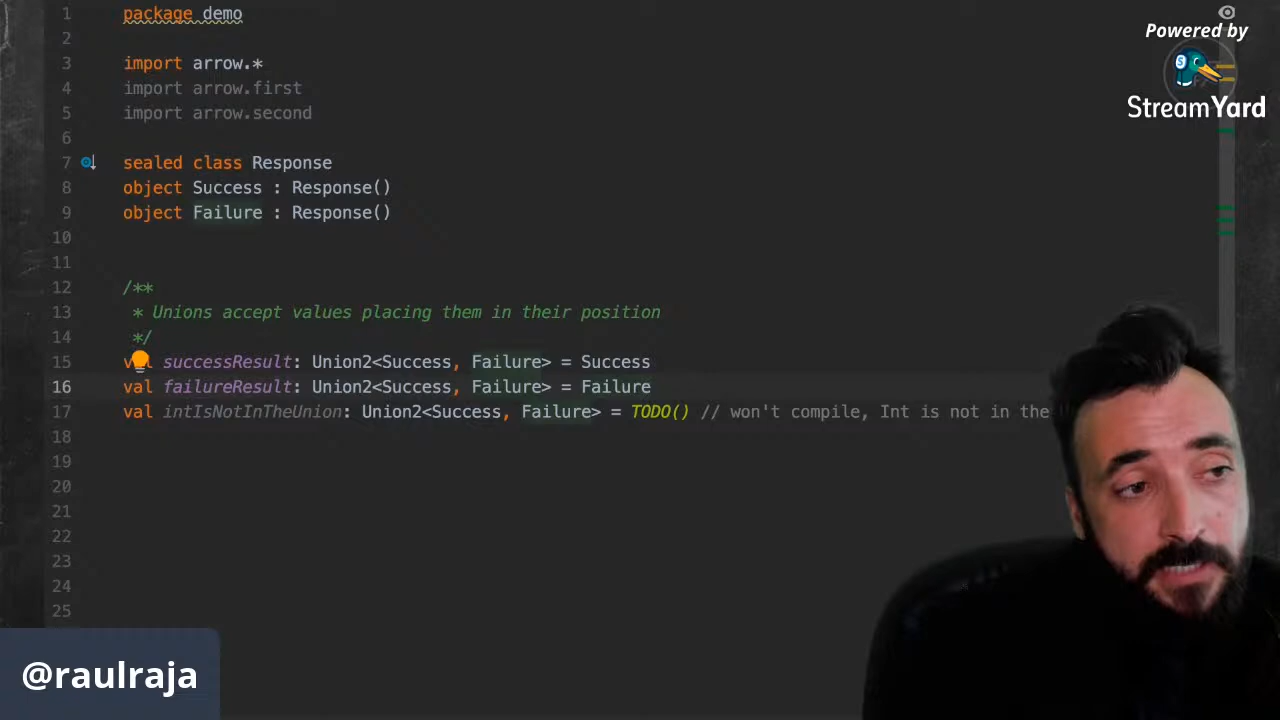 1 package demo
2
3 import arrow.*
4 import arrow.first
5 import arrow.second
6
7 sealed class Response
8 object Success : Response()
9 object Failure : Response()
10
11
12 /**
13 * Unions accept values placing them in their position
14 */
15 val successResult: Union2<Success, Failure> = Success
16 val failureResult: Union2<Success, Failure> = Failure
17 val intIsNotInTheUnion: Union2<Success, Failure> = TODO() // won't compile, Int is not in the
18
19
20
21
22
23
24
25
Powered by
StreamYard
@raulraja